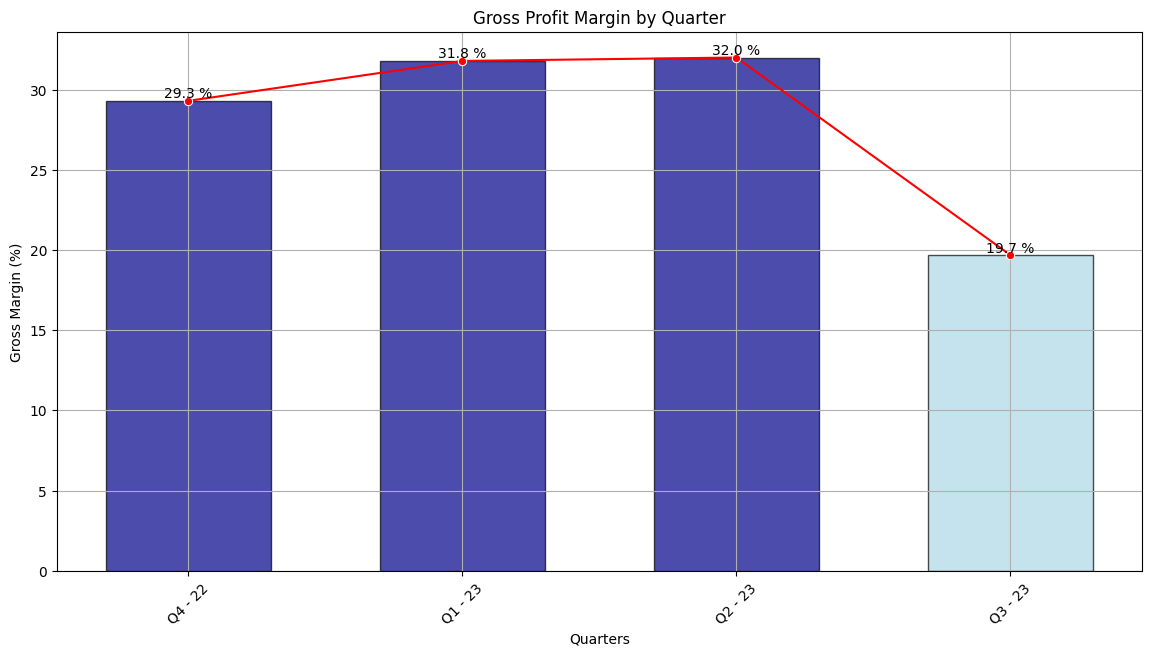 Gross Profit Margin by Quarter
Gross Margin (%)
30
25
20
15
10
5
0
29.3 %
31.8 %
32.0 %
19.7 %
Q4 - 22
Q1 - 23
Q2 - 23
Q3 - 23
Quarters